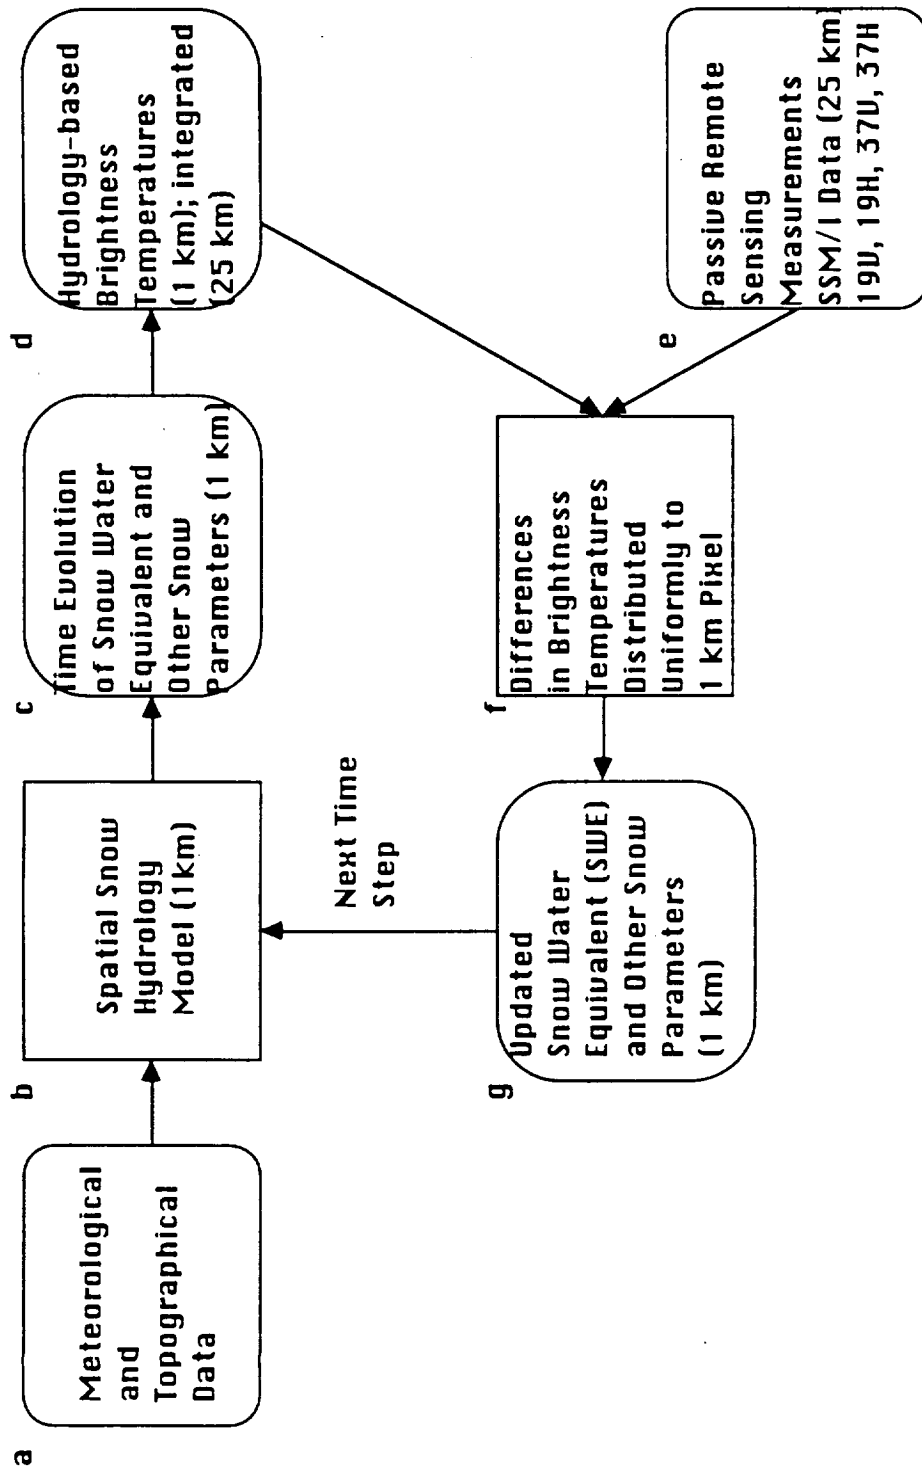 a
Meteorological
and
Topographical
Data
b
Spatial Snow
Hydrology
Model (1km)
c
Time Evolution
of Snow Water
Equivalent and
Other Snow
Parameters (1 km)
d
Hydrology-based
Brightness
Temperatures
(1 km); integrated
(25 km)
Next Time
Step
g
Updated
Snow Water
Equivalent (SWE)
and Other Snow
Parameters
(1 km)
f
Differences
in Brightness
Temperatures
Distributed
Uniformly to
1 km Pixel
e
Passive Remote
Sensing
Measurements
SSM/I Data (25 km)
19V, 19H, 37V, 37H